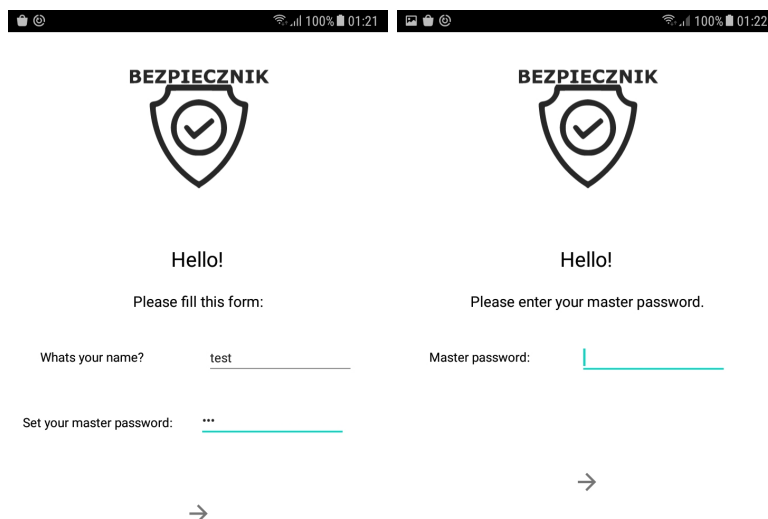 100% 01:21
BEZPIECZNIK
Hello!
Please fill this form:
Whats your name? test
Set your master password: •••
100% 01:22
BEZPIECZNIK
Hello!
Please enter your master password.
Master password: